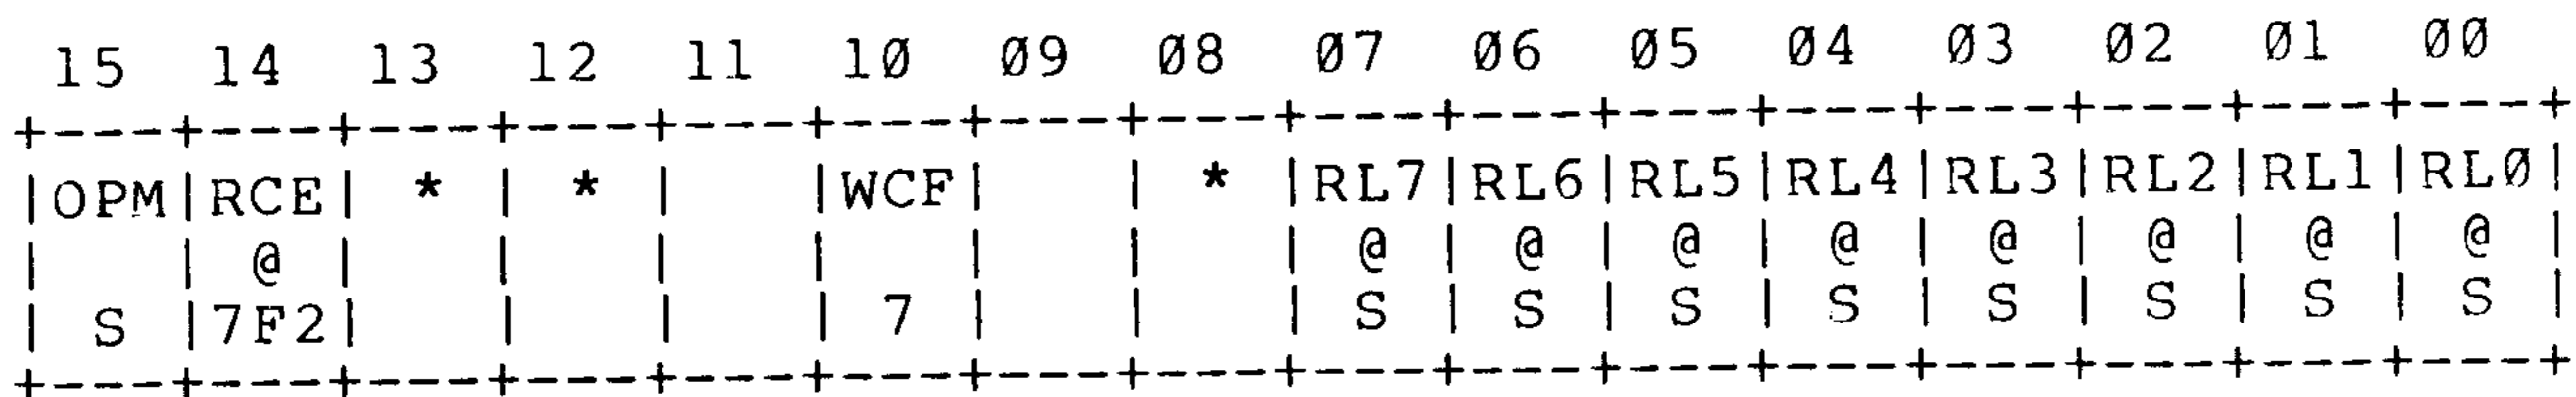 15 14 13 12 11 1Ø Ø9 Ø8 Ø7 Ø6 Ø5 Ø4 Ø3 Ø2 Ø1 ØØ
+---+---+---+---+---+---+---+---+---+---+---+---+---+---+---+---+
|OPM|RCE| * | * |   |WCF|   | * |RL7|RL6|RL5|RL4|RL3|RL2|RL1|RLØ|
|   | @ |   |   |   |   |   |   | @ | @ | @ | @ | @ | @ | @ | @ |
| S |7F2|   |   |   | 7 |   |   | S | S | S | S | S | S | S | S |
+---+---+---+---+---+---+---+---+---+---+---+---+---+---+---+---+